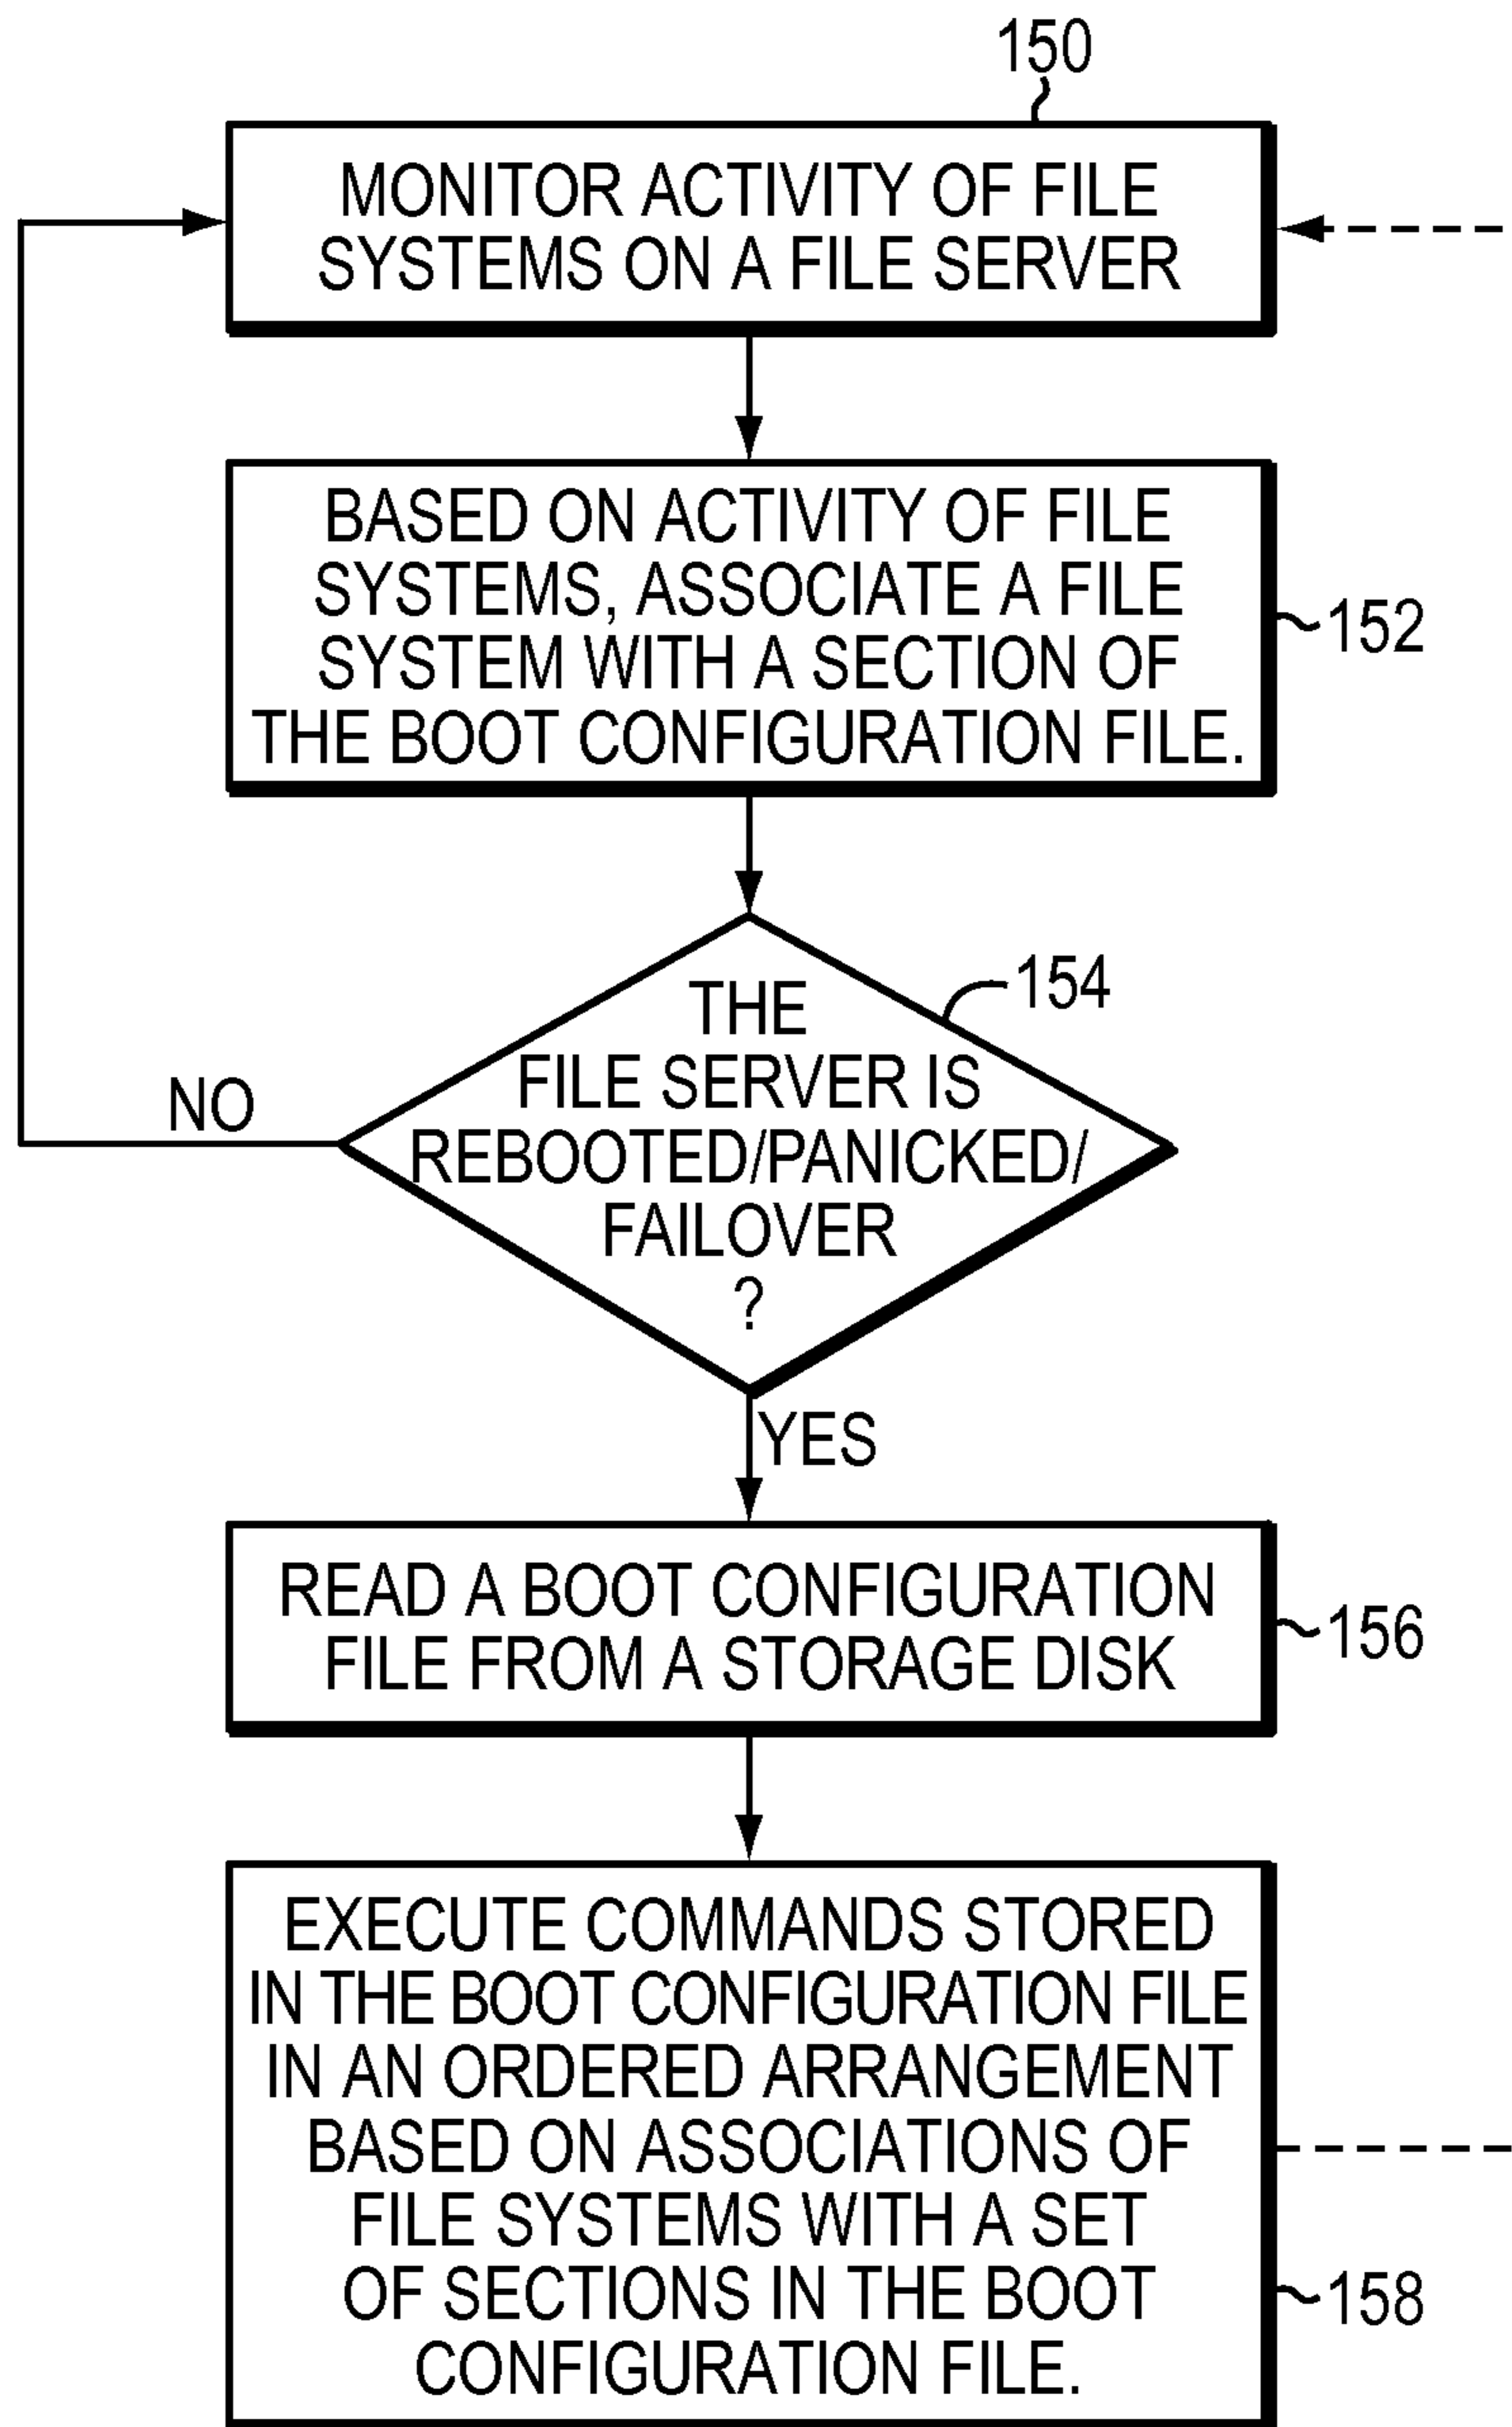 150
MONITOR ACTIVITY OF FILE
SYSTEMS ON A FILE SERVER
BASED ON ACTIVITY OF FILE
SYSTEMS, ASSOCIATE A FILE
SYSTEM WITH A SECTION OF
THE BOOT CONFIGURATION FILE.
152
154
THE
FILE SERVER IS
REBOOTED/PANICKED/
FAILOVER
?
NO
YES
READ A BOOT CONFIGURATION
FILE FROM A STORAGE DISK
156
EXECUTE COMMANDS STORED
IN THE BOOT CONFIGURATION FILE
IN AN ORDERED ARRANGEMENT
BASED ON ASSOCIATIONS OF
FILE SYSTEMS WITH A SET
OF SECTIONS IN THE BOOT
CONFIGURATION FILE.
158